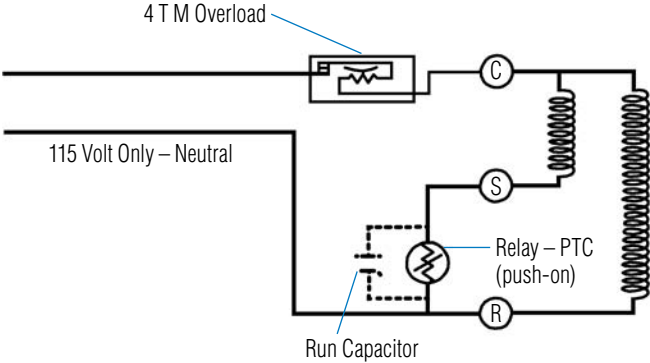 4 T M Overload
C
115 Volt Only – Neutral
S
Relay – PTC
(push-on)
R
Run Capacitor